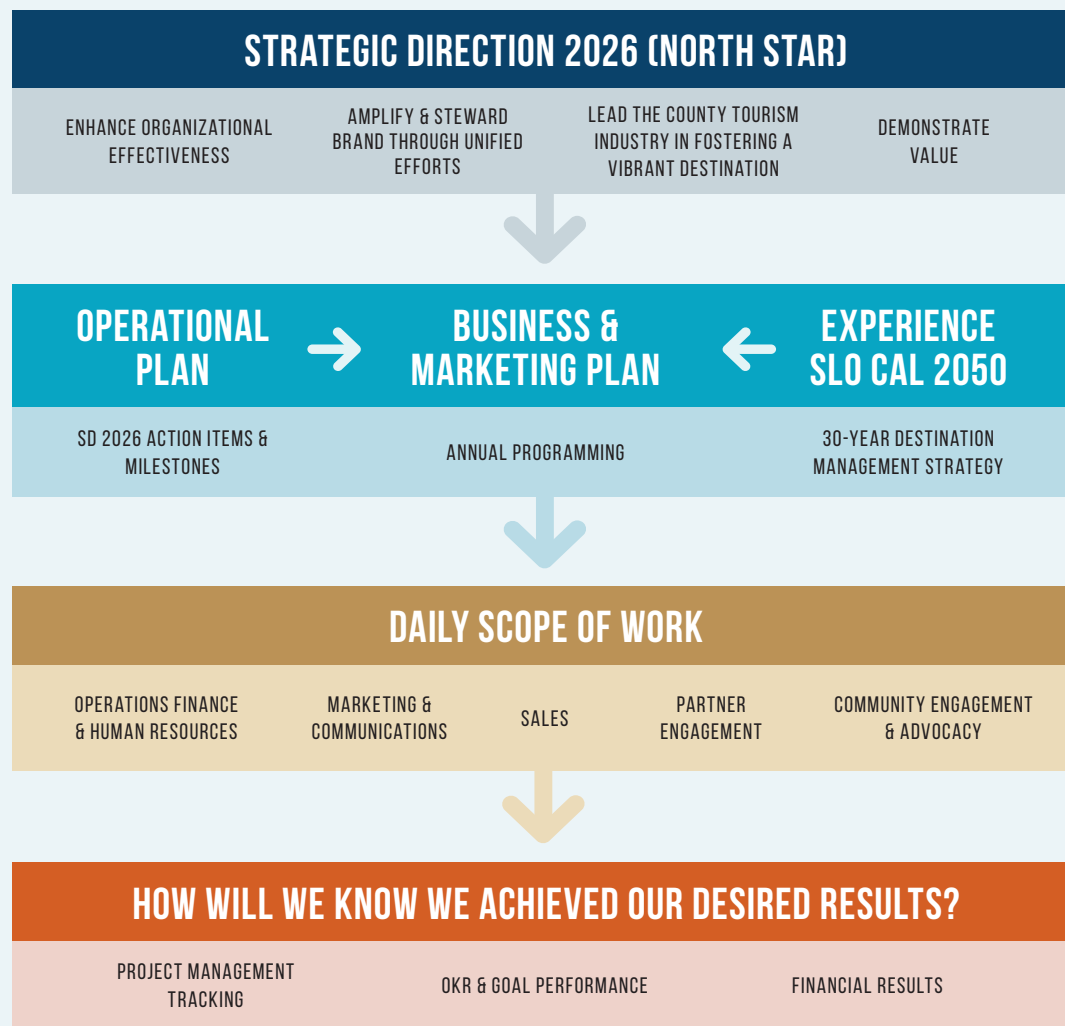 STRATEGIC DIRECTION 2026 (NORTH STAR)
ENHANCE ORGANIZATIONAL
EFFECTIVENESS
AMPLIFY & STEWARD
BRAND THROUGH UNIFIED
EFFORTS
LEAD THE COUNTY TOURISM
INDUSTRY IN FOSTERING A
VIBRANT DESTINATION
DEMONSTRATE
VALUE
OPERATIONAL
PLAN
BUSINESS &
MARKETING PLAN
EXPERIENCE
SLO CAL 2050
SD 2026 ACTION ITEMS &
MILESTONES
ANNUAL PROGRAMMING
30-YEAR DESTINATION
MANAGEMENT STRATEGY
DAILY SCOPE OF WORK
OPERATIONS FINANCE
& HUMAN RESOURCES
MARKETING &
COMMUNICATIONS
SALES
PARTNER
ENGAGEMENT
COMMUNITY ENGAGEMENT
& ADVOCACY
HOW WILL WE KNOW WE ACHIEVED OUR DESIRED RESULTS?
PROJECT MANAGEMENT
TRACKING
OKR & GOAL PERFORMANCE
FINANCIAL RESULTS